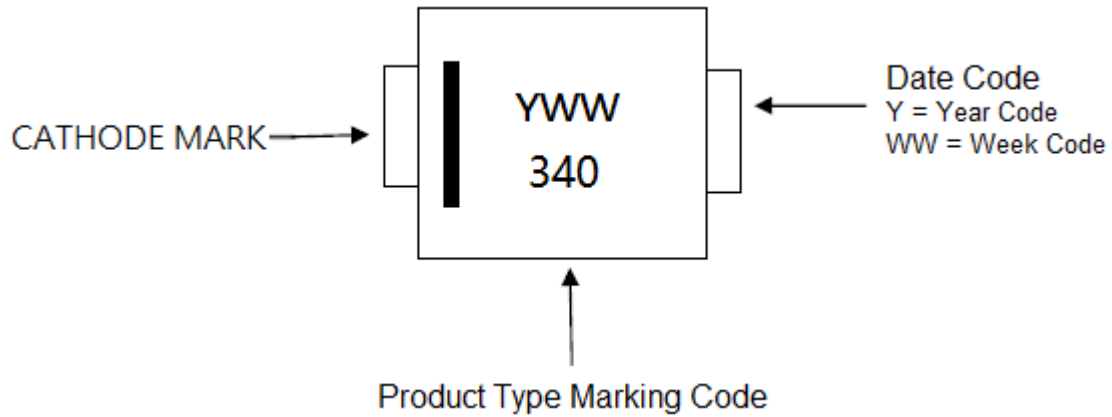 CATHODE MARK
YWW
340
Date Code
Y = Year Code
WW = Week Code
Product Type Marking Code